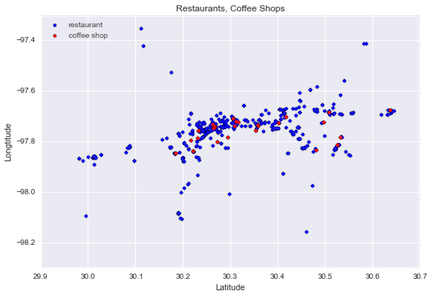 Restaurants, Coffee Shops
restaurant
coffee shop
−97.4
−97.6
−97.8
−98.0
−98.2
Longtitude
29.9 30.0 30.1 30.2 30.3 30.4 30.5 30.6 30.7
Latitude